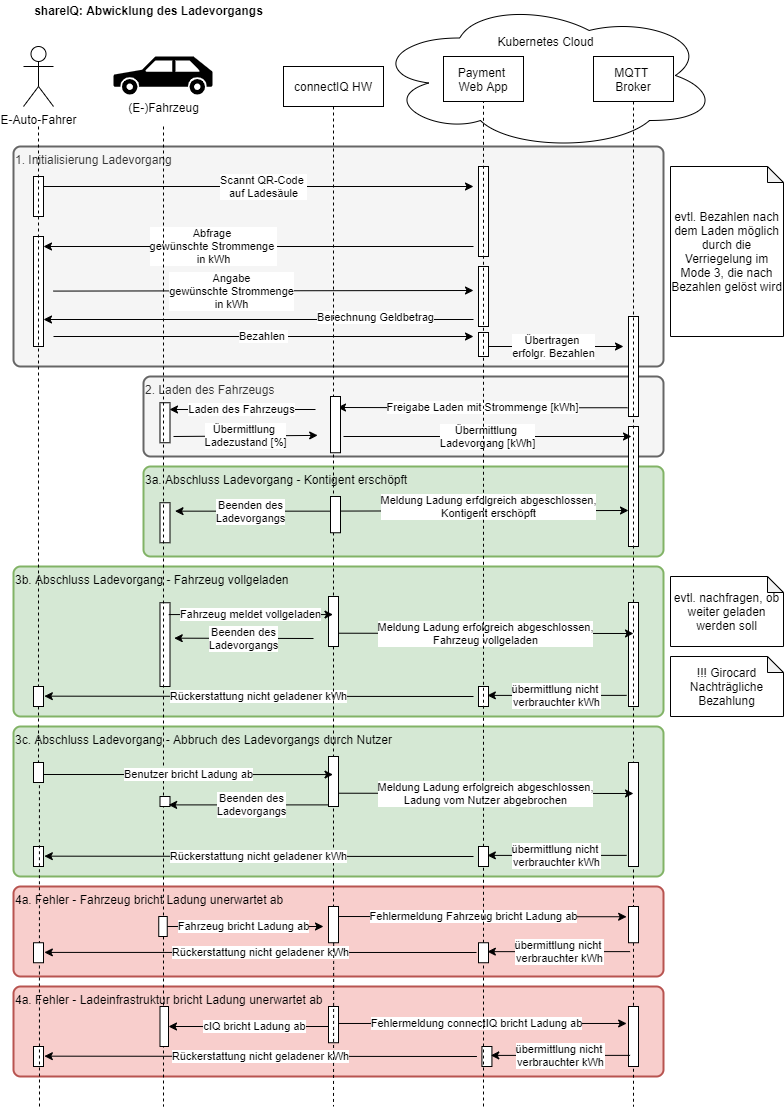 shareIQ: Abwicklung des Ladevorgangs
Kubernetes Cloud
E-Auto-Fahrer
(E-)Fahrzeug
connectIQ HW
Payment
Web App
MQTT
Broker
1. Inititialisierung Ladevorgang
Scannt QR-Code
auf Ladesäule
Abfrage
gewünschte Strommenge
in kWh
Angabe
gewünschte Strommenge
in kWh
Berechnung Geldbetrag
Bezahlen
Übertragen
erfolgr. Bezahlen
evtl. Bezahlen nach
dem Laden möglich
durch die
Verriegelung im
Mode 3, die nach
Bezahlen gelöst wird
2. Laden des Fahrzeugs
Laden des Fahrzeugs
Freigabe Laden mit Strommenge [kWh]
Übermittlung
Ladezustand [%]
Übermittlung
Ladevorgang [kWh]
3a. Abschluss Ladevorgang - Kontigent erschöpft
Beenden des
Ladevorgangs
Meldung Ladung erfolgreich abgeschlossen,
Kontigent erschöpft
3b. Abschluss Ladevorgang - Fahrzeug vollgeladen
Fahrzeug meldet vollgeladen
Beenden des
Ladevorgangs
Meldung Ladung erfolgreich abgeschlossen,
Fahrzeug vollgeladen
Rückerstattung nicht geladener kWh
übermittlung nicht
verbrauchter kWh
evtl. nachfragen, ob
weiter geladen
werden soll
!!! Girocard
Nachträgliche
Bezahlung
3c. Abschluss Ladevorgang - Abbruch des Ladevorgangs durch Nutzer
Benutzer bricht Ladung ab
Beenden des
Ladevorgangs
Meldung Ladung erfolgreich abgeschlossen,
Ladung vom Nutzer abgebrochen
Rückerstattung nicht geladener kWh
übermittlung nicht
verbrauchter kWh
4a. Fehler - Fahrzeug bricht Ladung unerwartet ab
Fahrzeug bricht Ladung ab
Fehlermeldung Fahrzeug bricht Ladung ab
Rückerstattung nicht geladener kWh
übermittlung nicht
verbrauchter kWh
4a. Fehler - Ladeinfrastruktur bricht Ladung unerwartet ab
cIQ bricht Ladung ab
Fehlermeldung connectIQ bricht Ladung ab
Rückerstattung nicht geladener kWh
übermittlung nicht
verbrauchter kWh